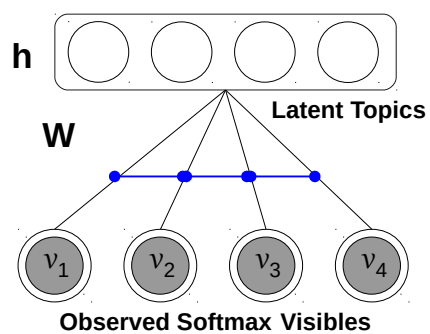 h
Latent Topics
W
v1 v2 v3 v4
Observed Softmax Visibles